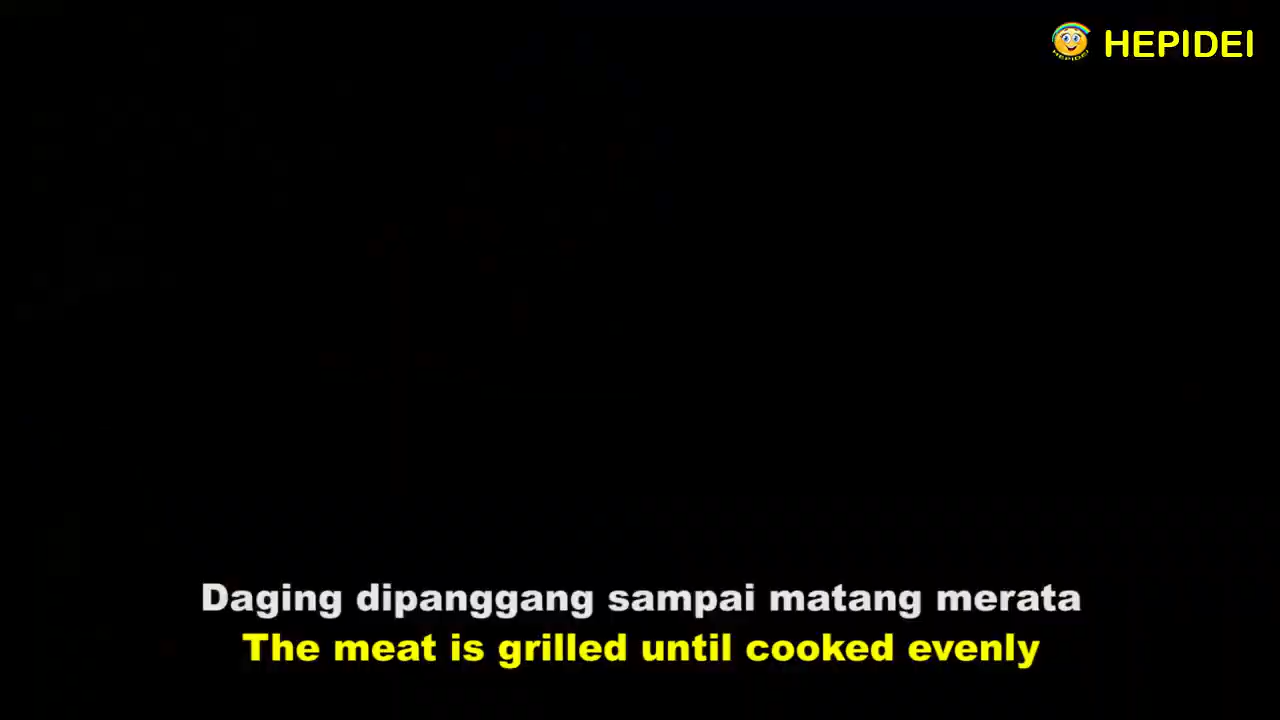 HEPIDEI
Daging dipanggang sampai matang merata
The meat is grilled until cooked evenly